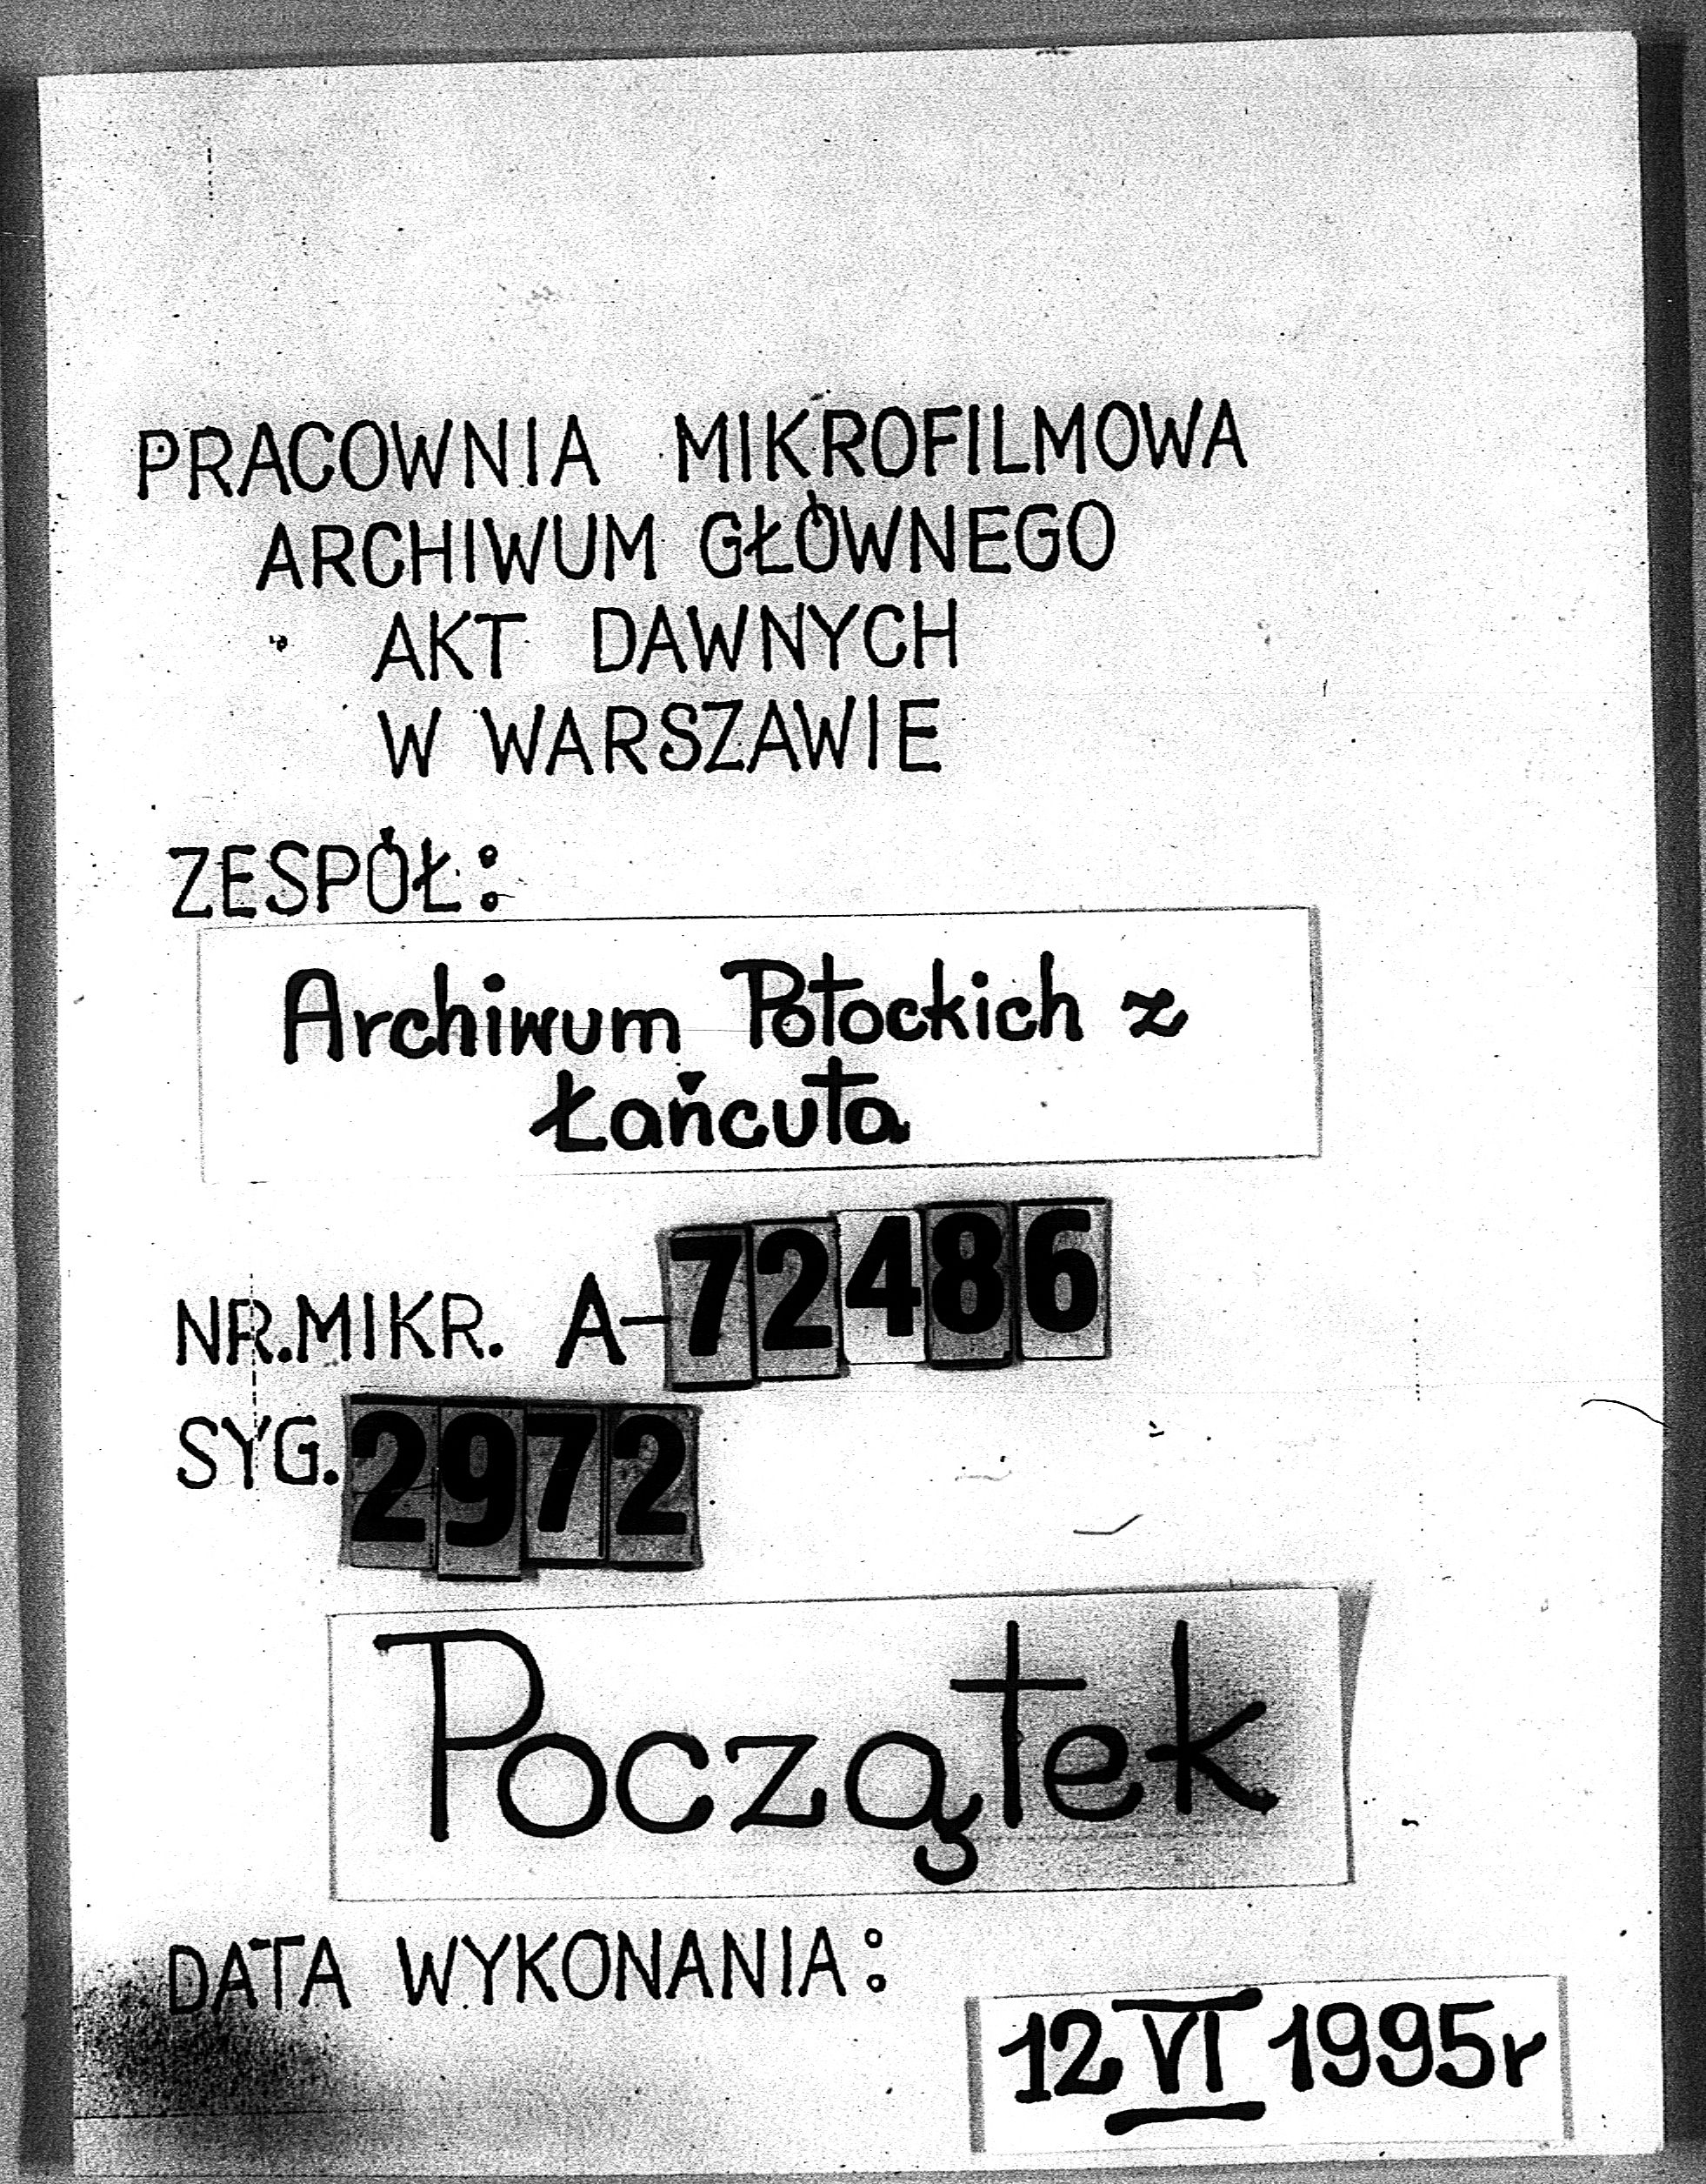 PRACOWNIA MIKROFILMOWA
ARCHIWUM GŁÓWNEGO
AKT DAWNYCH
W WARSZAWIE
ZESPÓŁ:
Archiwum Potockich z
Łańcuta
NR.MIKR. A-72486
SYG. 2972
Początek
DATA WYKONANIA:
12 VI 1995r